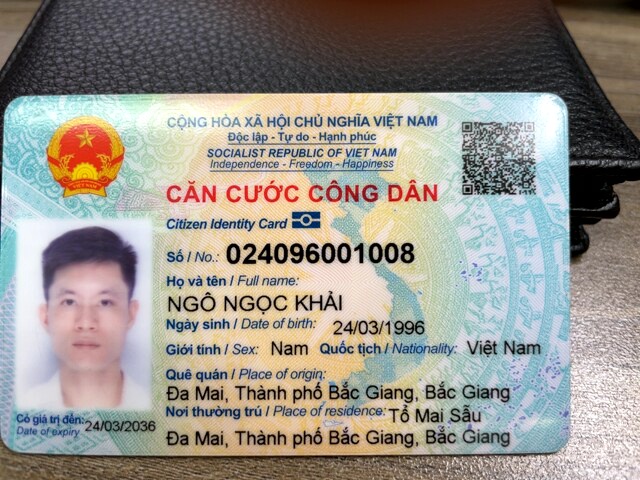 CỘNG HÒA XÃ HỘI CHỦ NGHĨA VIỆT NAM
Độc lập - Tự do - Hạnh phúc
SOCIALIST REPUBLIC OF VIET NAM
Independence - Freedom - Happiness
CĂN CƯỚC CÔNG DÂN
Citizen Identity Card
Số / No.: 024096001008
Họ và tên / Full name:
NGÔ NGỌC KHẢI
Ngày sinh / Date of birth: 24/03/1996
Giới tính / Sex: Nam Quốc tịch / Nationality: Việt Nam
Quê quán / Place of origin:
Đa Mai, Thành phố Bắc Giang, Bắc Giang
Nơi thường trú / Place of residence: Tổ Mai Sẫu
Đa Mai, Thành phố Bắc Giang, Bắc Giang
Có giá trị đến: 24/03/2036
Date of expiry
VIỆT NAM